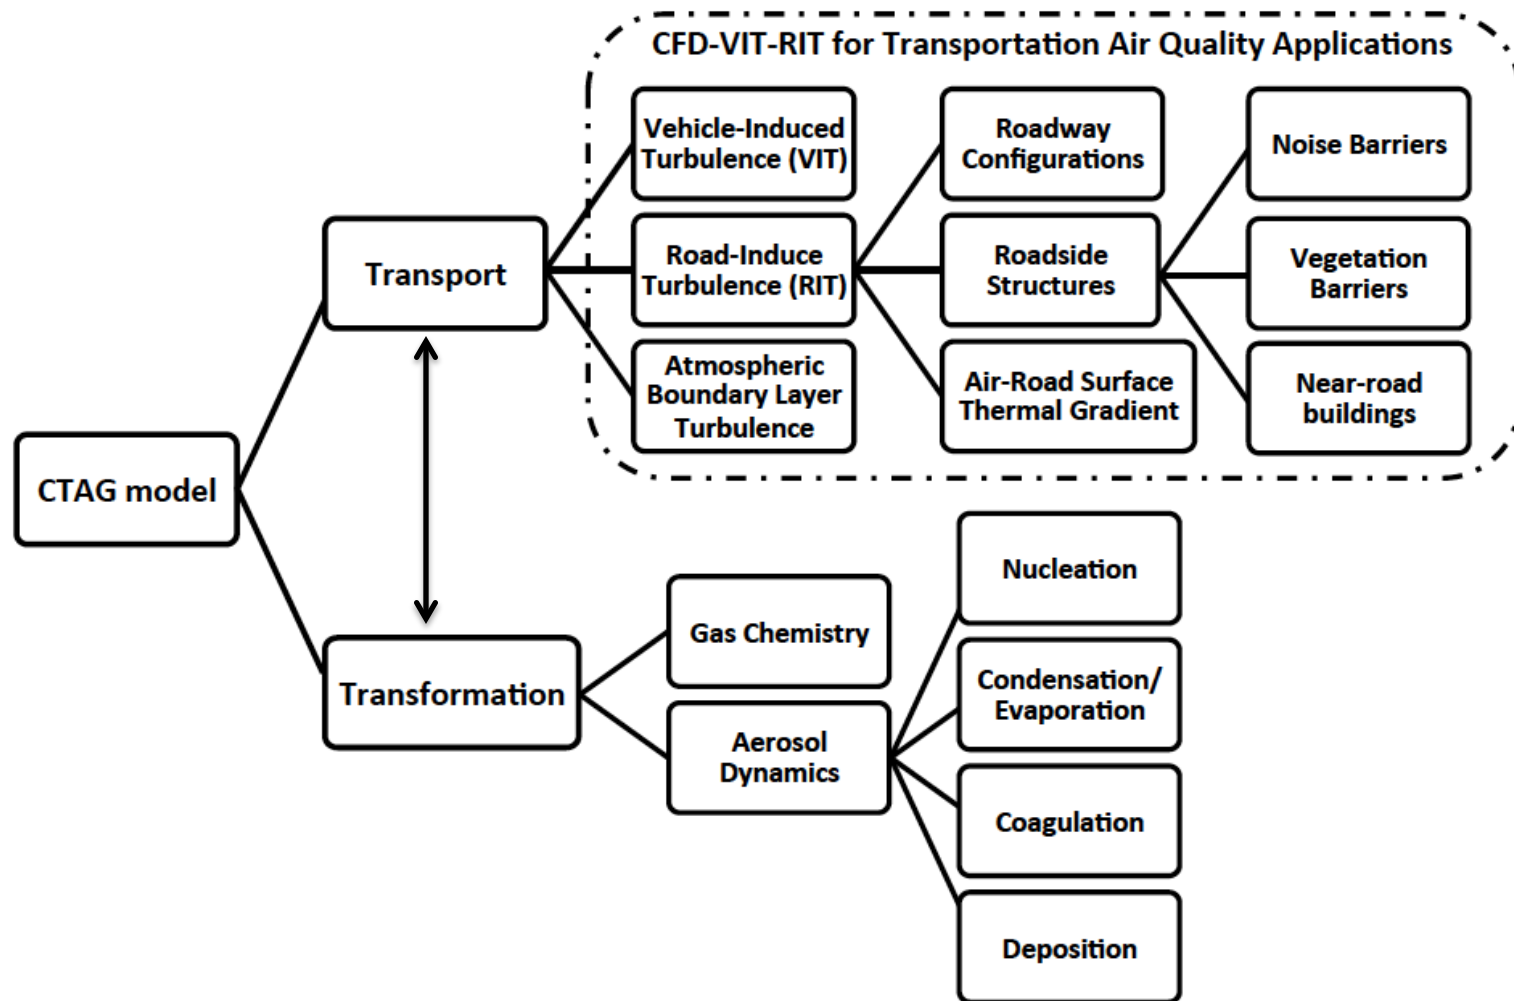 CFD-VIT-RIT for Transportation Air Quality Applications
Vehicle-Induced
Turbulence (VIT)
Roadway
Configurations
Noise Barriers
Transport
Road-Induce
Turbulence (RIT)
Roadside
Structures
Vegetation
Barriers
Atmospheric
Boundary Layer
Turbulence
Air-Road Surface
Thermal Gradient
Near-road
buildings
CTAG model
Transformation
Gas Chemistry
Aerosol
Dynamics
Nucleation
Condensation/
Evaporation
Coagulation
Deposition